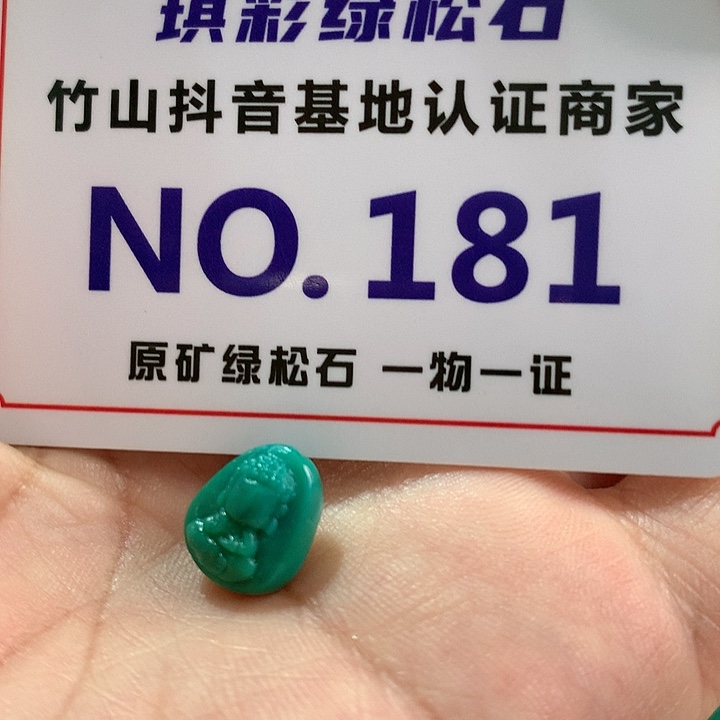 琪彩绿松石
竹山抖音基地认证商家
NO.181
原矿绿松石 一物一证